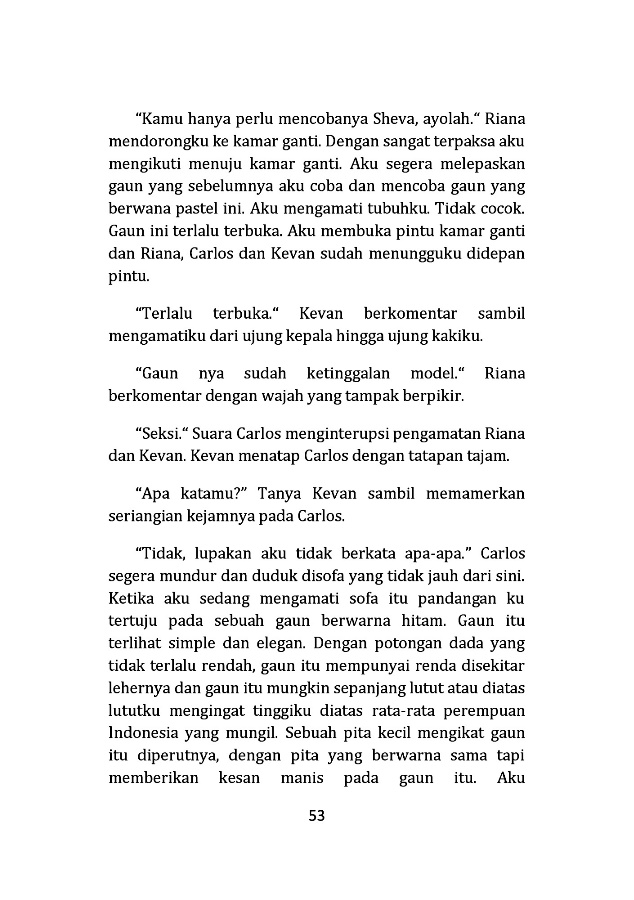 “Kamu hanya perlu mencobanya Sheva, ayolah.“ Riana
mendorongku ke kamar ganti. Dengan sangat terpaksa aku
mengikuti menuju kamar ganti. Aku segera melepaskan
gaun yang sebelumnya aku coba dan mencoba gaun yang
berwana pastel ini. Aku mengamati tubuhku. Tidak cocok.
Gaun ini terlalu terbuka. Aku membuka pintu kamar ganti
dan Riana, Carlos dan Kevan sudah menungguku didepan
pintu.
“Terlalu terbuka.“ Kevan berkomentar sambil
mengamatiku dari ujung kepala hingga ujung kakiku.
“Gaun nya sudah ketinggalan model.“ Riana
berkomentar dengan wajah yang tampak berpikir.
“Seksi.“ Suara Carlos menginterupsi pengamatan Riana
dan Kevan. Kevan menatap Carlos dengan tatapan tajam.
“Apa katamu?” Tanya Kevan sambil memamerkan
seriangian kejamnya pada Carlos.
“Tidak, lupakan aku tidak berkata apa-apa.” Carlos
segera mundur dan duduk disofa yang tidak jauh dari sini.
Ketika aku sedang mengamati sofa itu pandangan ku
tertuju pada sebuah gaun berwarna hitam. Gaun itu
terlihat simple dan elegan. Dengan potongan dada yang
tidak terlalu rendah, gaun itu mempunyai renda disekitar
lehernya dan gaun itu mungkin sepanjang lutut atau diatas
lututku mengingat tinggiku diatas rata-rata perempuan
Indonesia yang mungil. Sebuah pita kecil mengikat gaun
itu diperutnya, dengan pita yang berwarna sama tapi
memberikan kesan manis pada gaun itu. Aku
53